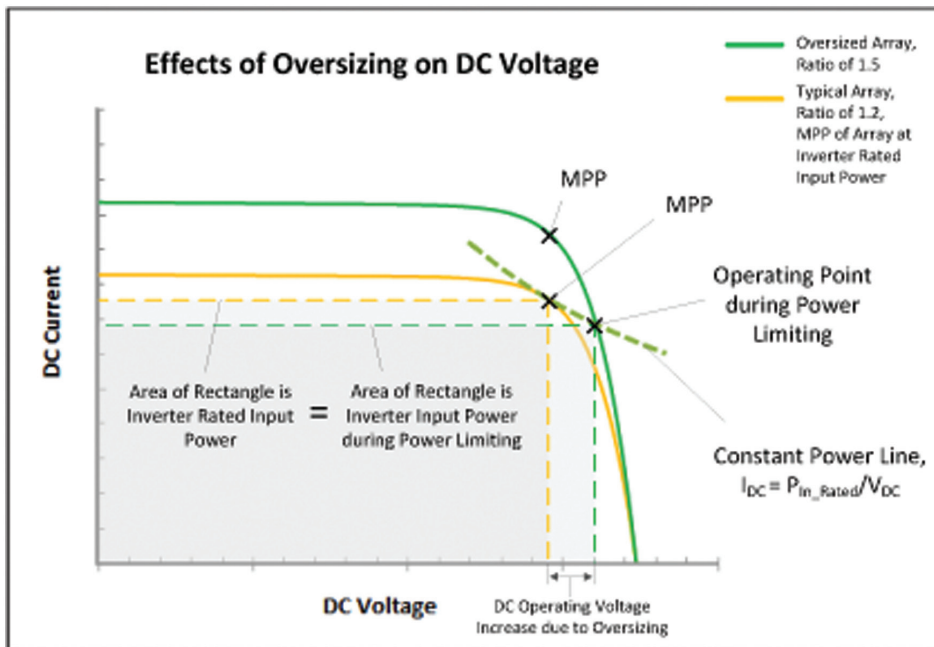 Effects of Oversizing on DC Voltage
Oversized Array,
Ratio of 1.5
Typical Array,
Ratio of 1.2,
MPP of Array at
Inverter Rated
Input Power
MPP
MPP
Operating Point
during Power
Limiting
DC Current
Area of Rectangle is
Inverter Rated Input
Power
=
Area of Rectangle is
Inverter Input Power
during Power Limiting
Constant Power Line,
I_DC = P_In_Rated/V_DC
DC Voltage
DC Operating Voltage
Increase due to Oversizing